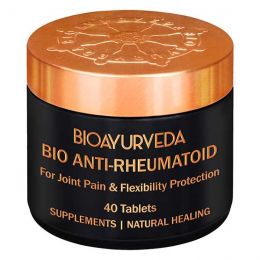 BIOAYURVEDA
BIO ANTI-RHEUMATOID
For Joint Pain & Flexibility Protection
40 Tablets
SUPPLEMENTS | NATURAL HEALING